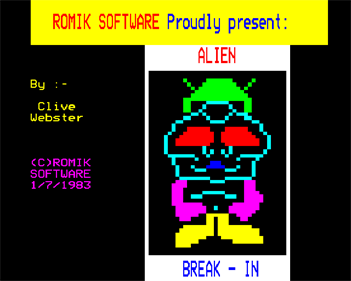 ROMIK SOFTWARE Proudly present:
ALIEN
By :-
Clive
Webster
(C)ROMIK
SOFTWARE
1/7/1983
BREAK - IN